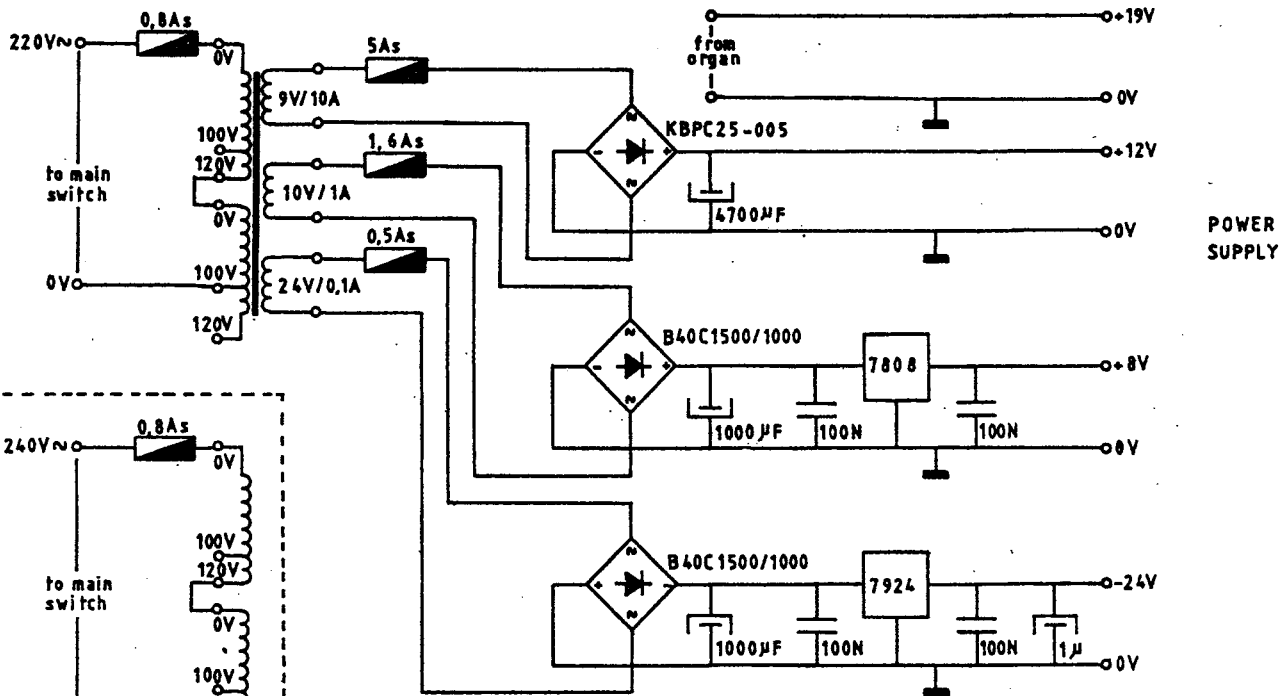 0,8As
220V~
0V
100V
120V
0V
100V
120V
to main
switch
0V
5As
9V/10A
1,6As
10V/1A
0,5As
24V/0,1A
from
organ
+19V
0V
KBPC25-005
~
-
+
~
+12V
4700µF
0V
POWER
SUPPLY
B40C1500/1000
~
-
+
~
7808
+8V
1000µF
100N
100N
0V
B40C1500/1000
~
+
-
~
7924
-24V
1000µF
100N
100N
1µ
0V
0,8As
240V~
0V
100V
120V
0V
100V
to main
switch